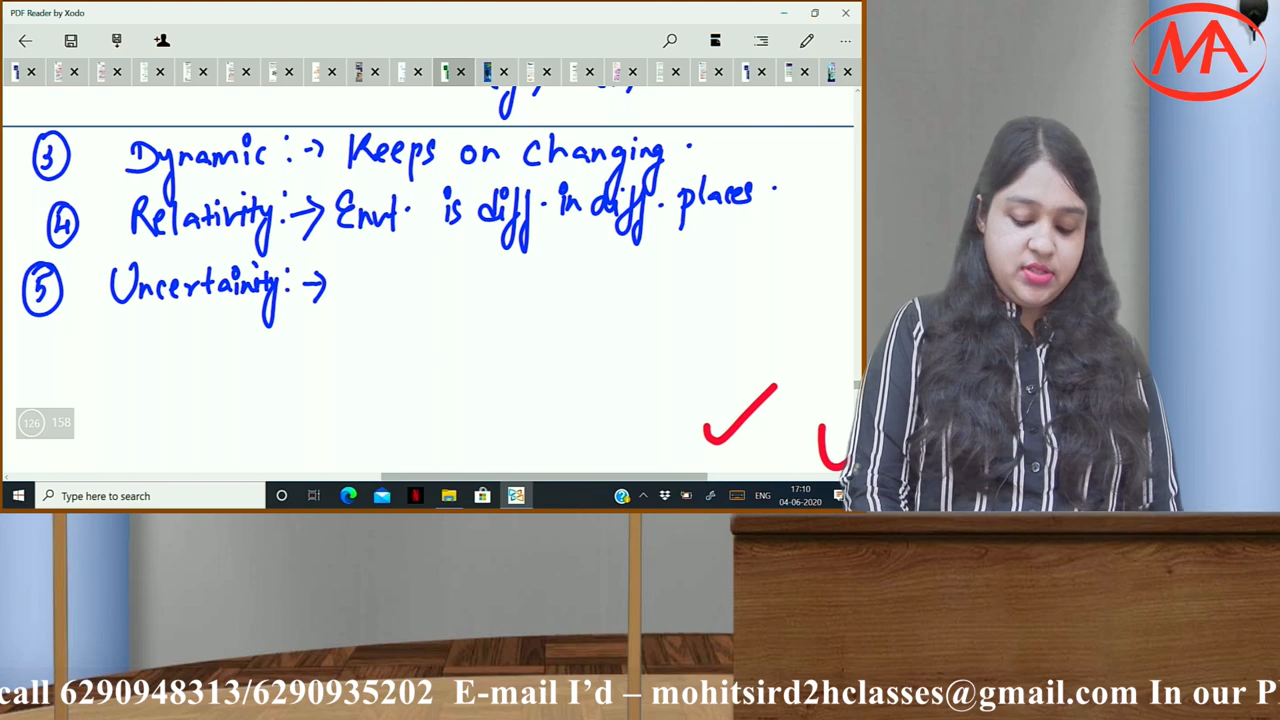 PDF Reader by Xodo
MA
③ Dynamic :→ Keeps on changing.
④ Relativity :→ Envt. is diff. in diff. places.
⑤ Uncertainity :→
126 158
Type here to search
ENG
17:10
04-06-2020
call 6290948313/6290935202 E-mail I'd – mohitsird2hclasses@gmail.com In our P